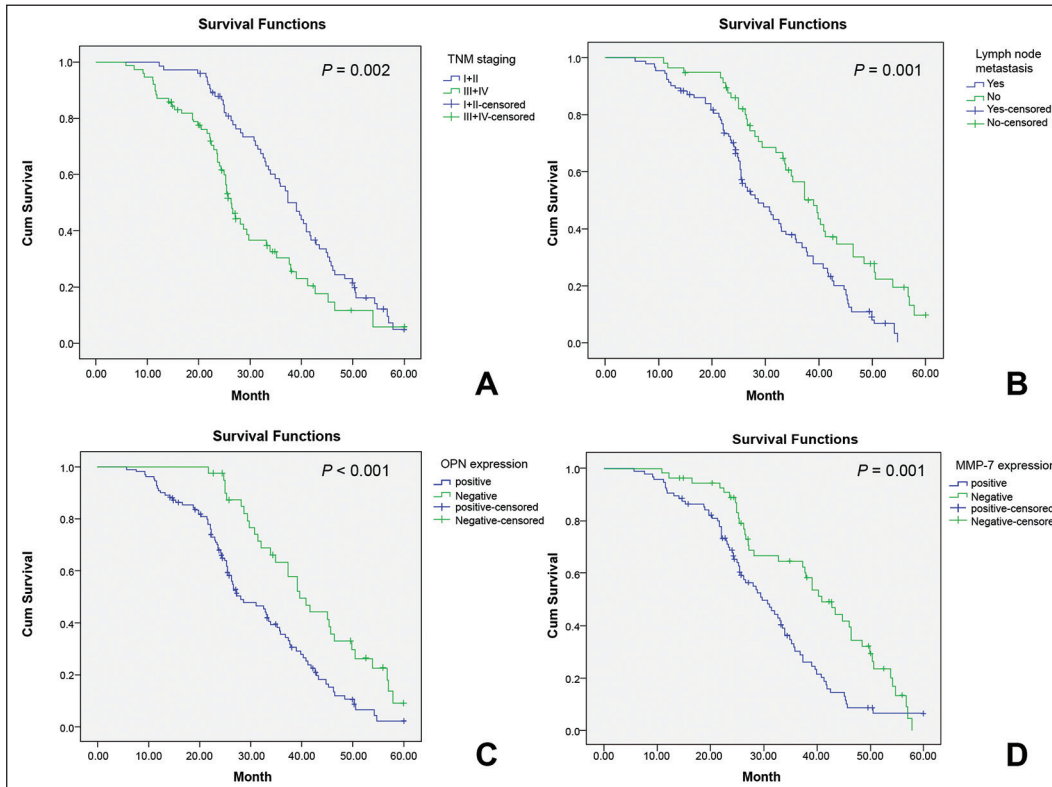 Survival Functions
P = 0.002
TNM staging
I+II
III+IV
I+II-censored
III+IV-censored
Cum Survival
1.0
0.8
0.6
0.4
0.2
0.0
0.00 10.00 20.00 30.00 40.00 50.00 60.00
Month
A
Survival Functions
P = 0.001
Lymph node
metastasis
Yes
No
Yes-censored
No-censored
Cum Survival
1.0
0.8
0.6
0.4
0.2
0.0
0.00 10.00 20.00 30.00 40.00 50.00 60.00
Month
B
Survival Functions
P < 0.001
OPN expression
positive
Negative
positive-censored
Negative-censored
Cum Survival
1.0
0.8
0.6
0.4
0.2
0.0
0.00 10.00 20.00 30.00 40.00 50.00 60.00
Month
C
Survival Functions
P = 0.001
MMP-7 expression
positive
Negative
positive-censored
Negative-censored
Cum Survival
1.0
0.8
0.6
0.4
0.2
0.0
0.00 10.00 20.00 30.00 40.00 50.00 60.00
Month
D